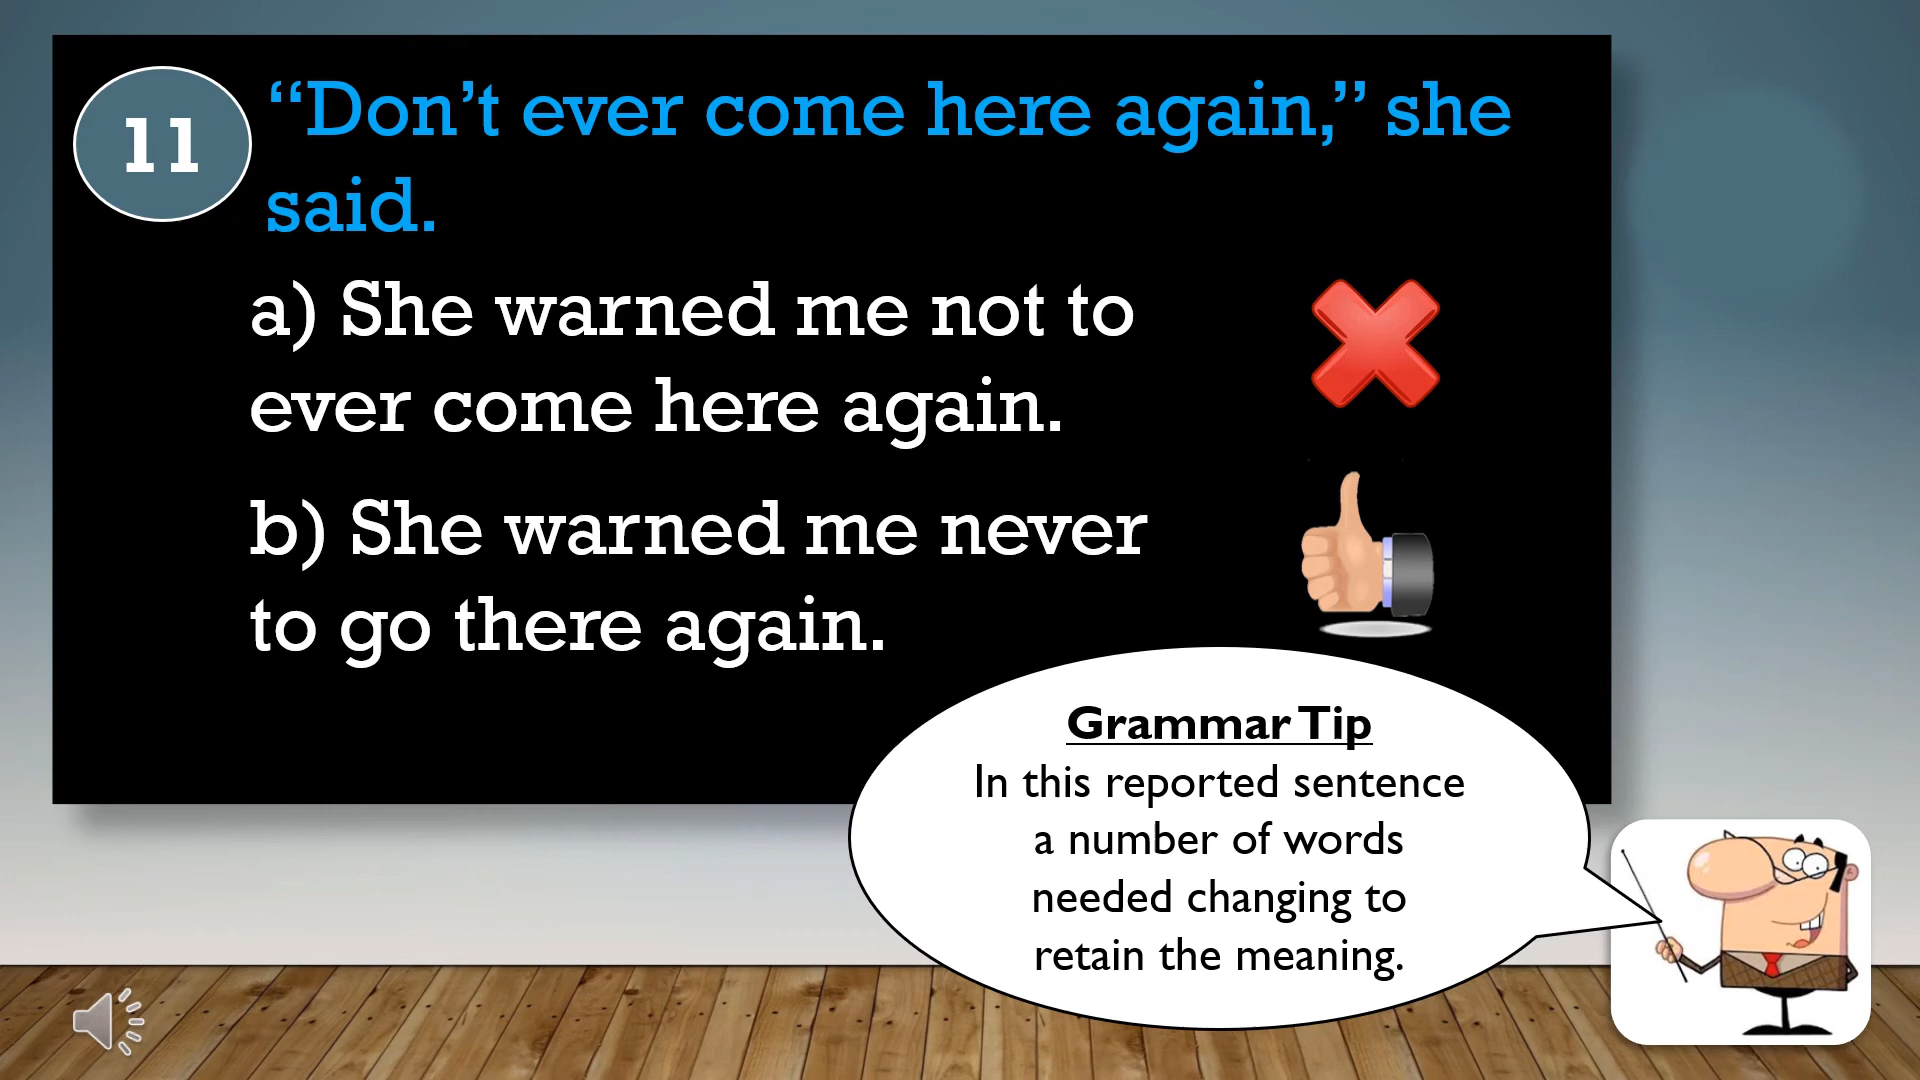 11
“Don’t ever come here again,” she
said.
a) She warned me not to
ever come here again.
b) She warned me never
to go there again.
Grammar Tip
In this reported sentence
a number of words
needed changing to
retain the meaning.